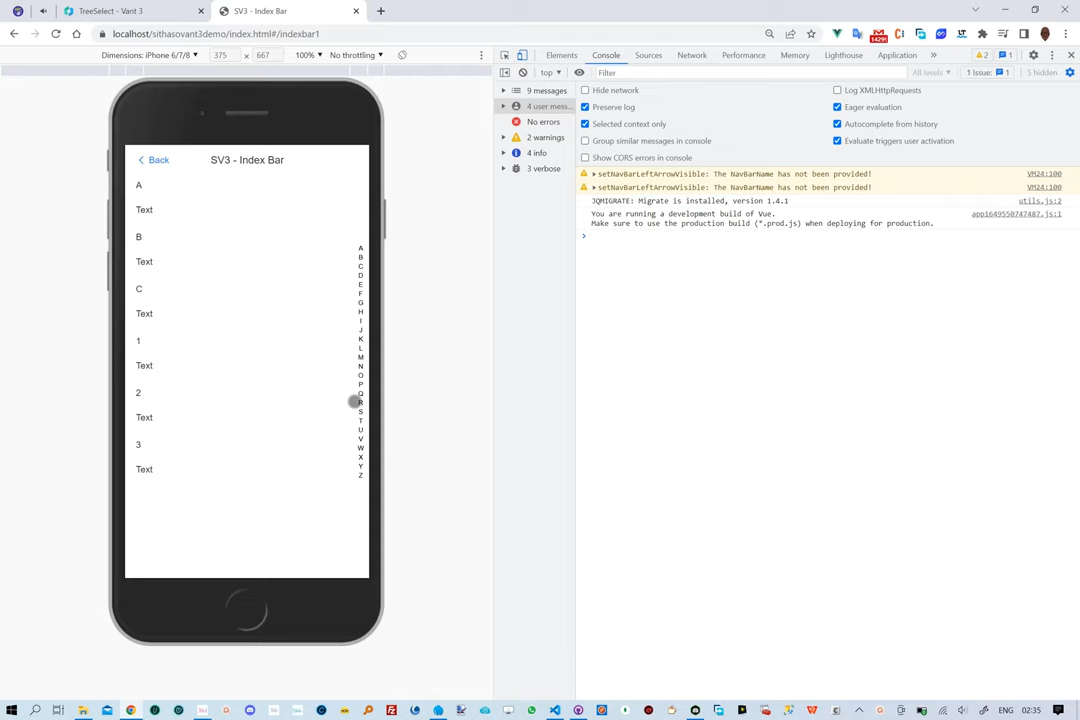 TreeSelect - Vant 3
SV3 - Index Bar
localhost/sithasovant3demo/index.html#/indexbar1
14291
Dimensions: iPhone 6/7/8 375 × 667 100% No throttling
Elements Console Sources Network Performance Memory Lighthouse Application 2 1
top Filter All levels 1 Issue: 1 5 hidden
9 messages
4 user mess...
No errors
2 warnings
4 info
3 verbose
Hide network
Preserve log
Selected context only
Group similar messages in console
Show CORS errors in console
Log XMLHttpRequests
Eager evaluation
Autocomplete from history
Evaluate triggers user activation
setNavBarLeftArrowVisible: The NavBarName has not been provided! VM24:100
setNavBarLeftArrowVisible: The NavBarName has not been provided! VM24:100
JQMIGRATE: Migrate is installed, version 1.4.1 utils.js:2
You are running a development build of Vue. app1649550747487.js:1
Make sure to use the production build (*.prod.js) when deploying for production.
Back SV3 - Index Bar
A
Text
B
Text
C
Text
1
Text
2
Text
3
Text
A
B
C
D
E
F
G
H
I
J
K
L
M
N
O
P
Q
R
S
T
U
V
W
X
Y
Z
ENG 02:35